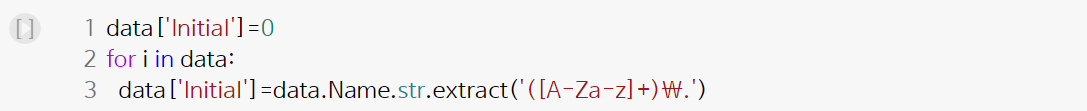 [ ] 1 data['Initial']=0
2 for i in data:
3 data['Initial']=data.Name.str.extract('([A-Za-z]+)₩.')